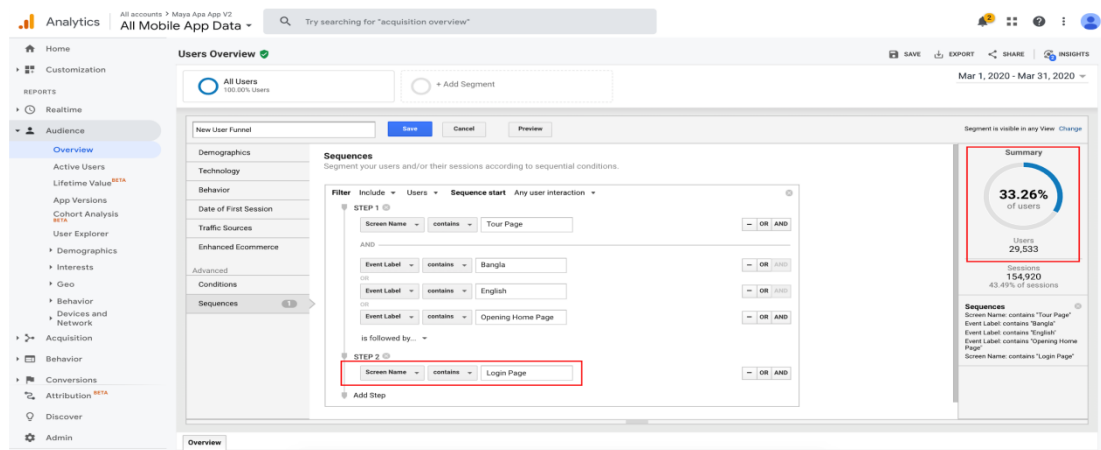 Analytics
All accounts > Maya Apa App V2
All Mobile App Data
Try searching for "acquisition overview"
2
Home
Customization
REPORTS
Realtime
Audience
Overview
Active Users
Lifetime Value BETA
App Versions
Cohort Analysis
BETA
User Explorer
Demographics
Interests
Geo
Behavior
Devices and
Network
Acquisition
Behavior
Conversions
Attribution BETA
Discover
Admin
Users Overview
SAVE
EXPORT
SHARE
INSIGHTS
All Users
100.00% Users
+ Add Segment
Mar 1, 2020 - Mar 31, 2020
New User Funnel
Save
Cancel
Preview
Segment is visible in any View Change
Demographics
Technology
Behavior
Date of First Session
Traffic Sources
Enhanced Ecommerce
Advanced
Conditions
Sequences 1
Sequences
Segment your users and/or their sessions according to sequential conditions.
Filter Include Users Sequence start Any user interaction
STEP 1
Screen Name contains Tour Page – OR AND
AND
Event Label contains Bangla – OR AND
OR
Event Label contains English – OR AND
OR
Event Label contains Opening Home Page – OR AND
is followed by...
STEP 2
Screen Name contains Login Page – OR AND
Add Step
Summary
33.26%
of users
Users
29,533
Sessions
154,920
43.49% of sessions
Sequences
Screen Name: contains "Tour Page"
Event Label: contains "Bangla"
Event Label: contains "English"
Event Label: contains "Opening Home
Page"
Screen Name: contains "Login Page"
Overview